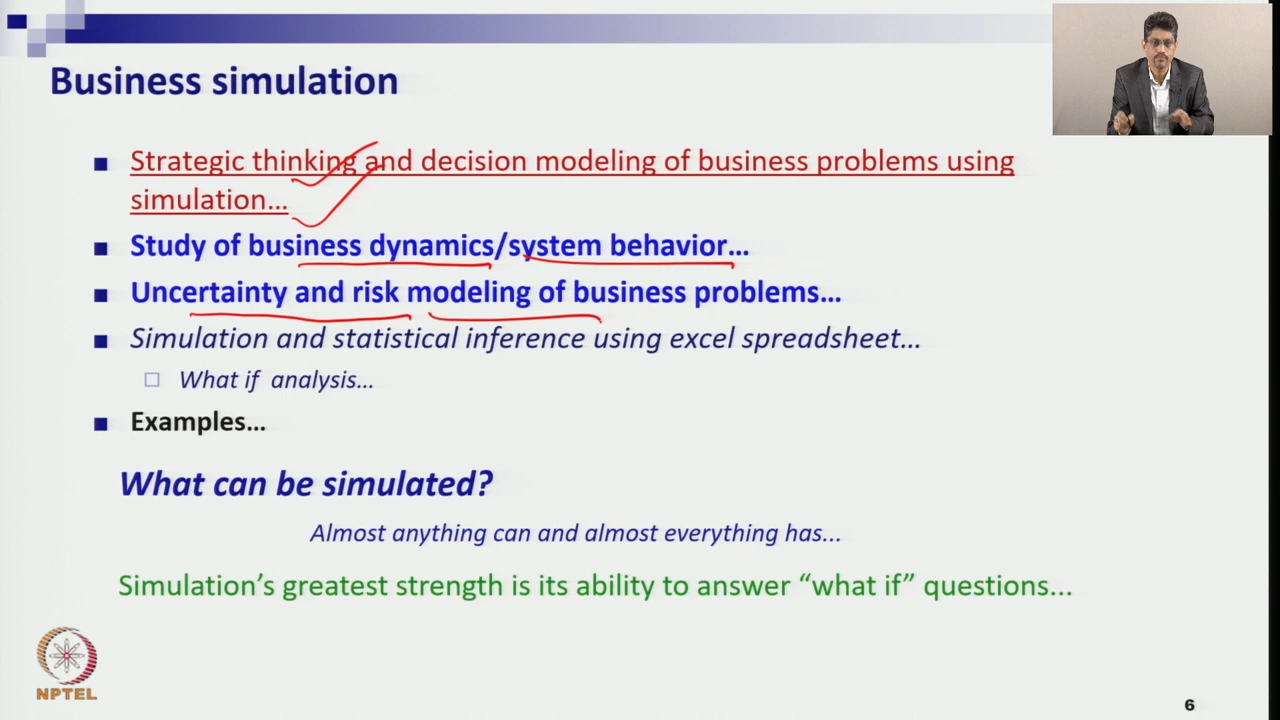 Business simulation
Strategic thinking and decision modeling of business problems using
simulation...
Study of business dynamics/system behavior...
Uncertainty and risk modeling of business problems...
Simulation and statistical inference using excel spreadsheet...
What if analysis...
Examples...
What can be simulated?
Almost anything can and almost everything has...
Simulation’s greatest strength is its ability to answer “what if” questions...
NPTEL
6